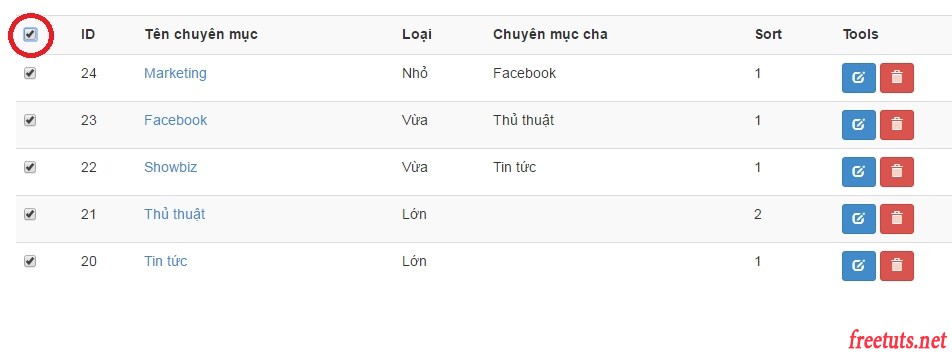 ID Tên chuyên mục Loại Chuyên mục cha Sort Tools
24 Marketing Nhỏ Facebook 1
23 Facebook Vừa Thủ thuật 1
22 Showbiz Vừa Tin tức 1
21 Thủ thuật Lớn 2
20 Tin tức Lớn 1
freetuts.net